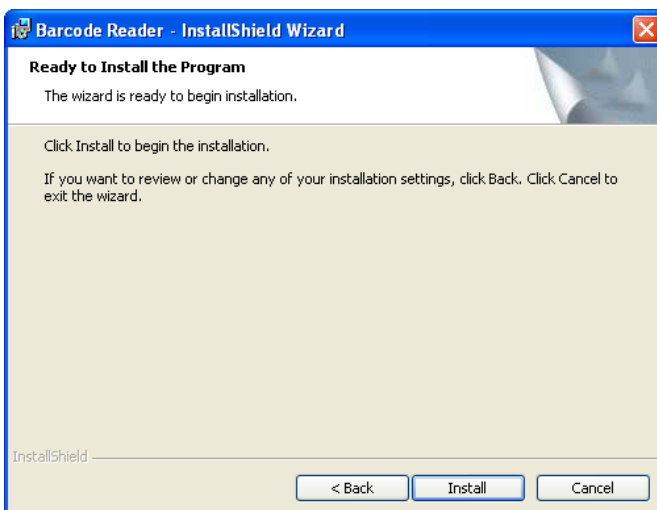 Barcode Reader - InstallShield Wizard
Ready to Install the Program
The wizard is ready to begin installation.
Click Install to begin the installation.
If you want to review or change any of your installation settings, click Back. Click Cancel to
exit the wizard.
InstallShield
< Back
Install
Cancel